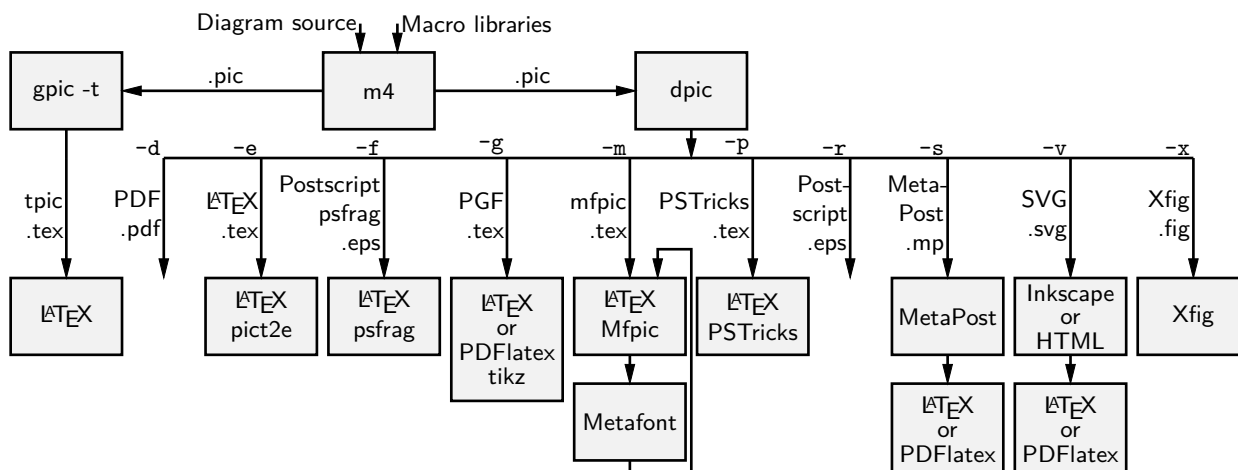 Diagram source
Macro libraries
gpic -t
.pic
m4
.pic
dpic
-d
-e
-f
-g
-m
-p
-r
-s
-v
-x
tpic
.tex
PDF
.pdf
LATEX
.tex
Postscript
psfrag
.eps
PGF
.tex
mfpic
.tex
PSTricks
.tex
Post-
script
.eps
Meta-
Post
.mp
SVG
.svg
Xfig
.fig
LATEX
LATEX
pict2e
LATEX
psfrag
LATEX
or
PDFlatex
tikz
LATEX
Mfpic
LATEX
PSTricks
MetaPost
Inkscape
or
HTML
Xfig
Metafont
LATEX
or
PDFlatex
LATEX
or
PDFlatex